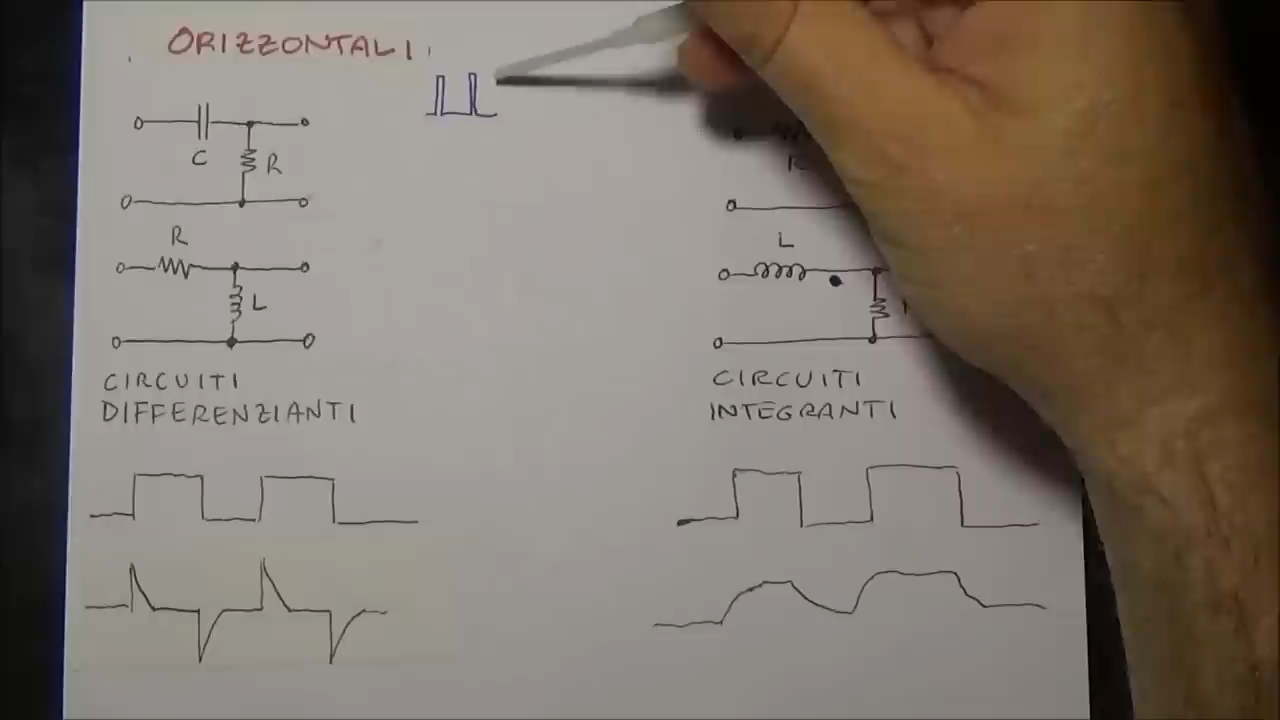 ORIZZONTALI
C
R
R
L
R
L
CIRCUITI
DIFFERENZIANTI
CIRCUITI
INTEGRANTI